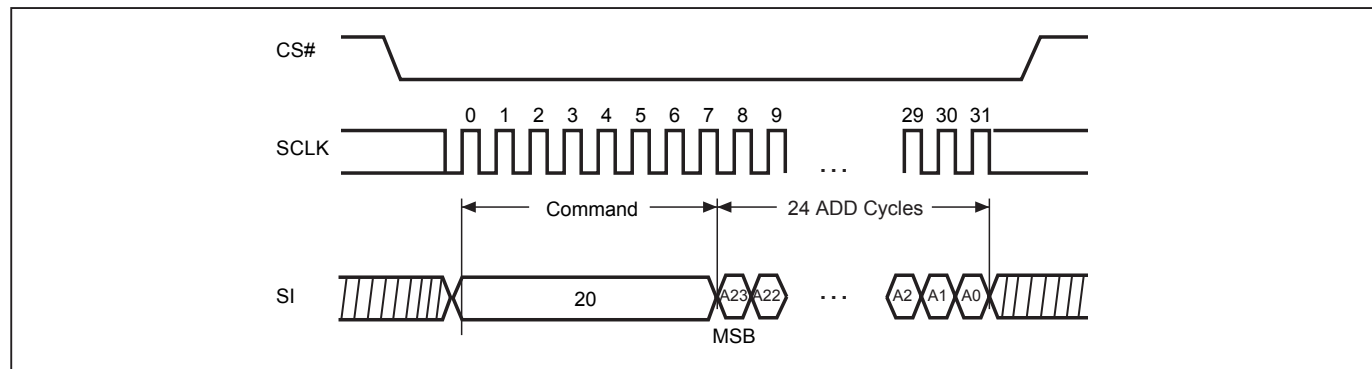 CS#
0 1 2 3 4 5 6 7 8 9 29 30 31
SCLK
...
Command 24 ADD Cycles
SI 20 A23 A22 ... A2 A1 A0
MSB